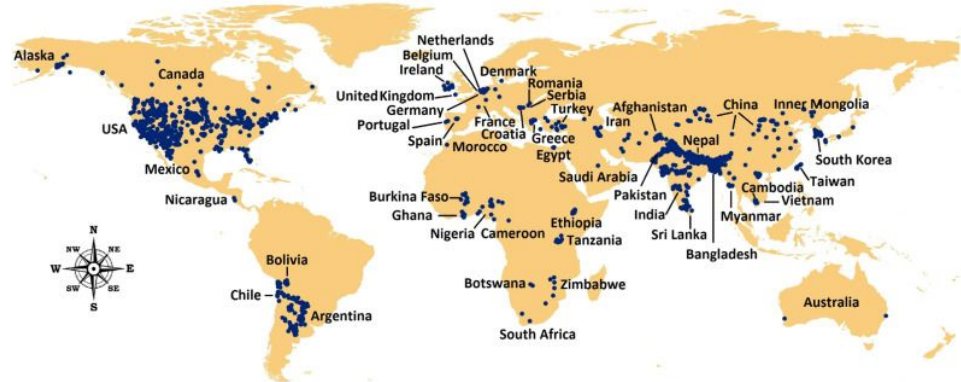 Alaska
Canada
USA
Mexico
Nicaragua
N
NW
NE
W
E
SW
SE
S
Bolivia
Chile
Argentina
Netherlands
Belgium
Ireland
Denmark
Romania
United Kingdom
Serbia
Germany
Turkey
Portugal
France
Croatia
Greece
Spain
Morocco
Egypt
Afghanistan
Iran
China
Inner Mongolia
Nepal
South Korea
Saudi Arabia
Pakistan
India
Cambodia
Taiwan
Vietnam
Myanmar
Sri Lanka
Bangladesh
Burkina Faso
Ghana
Nigeria
Cameroon
Ethiopia
Tanzania
Botswana
Zimbabwe
South Africa
Australia